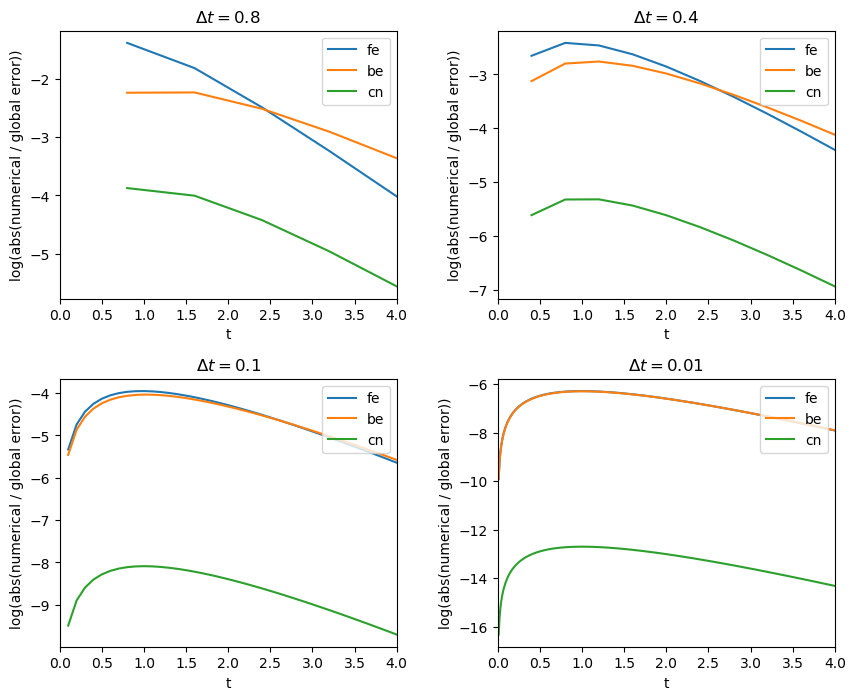 Δt = 0.8
fe
be
cn
log(abs(numerical / global error))
−2
−3
−4
−5
0.0 0.5 1.0 1.5 2.0 2.5 3.0 3.5 4.0
t
Δt = 0.4
fe
be
cn
log(abs(numerical / global error))
−3
−4
−5
−6
−7
0.0 0.5 1.0 1.5 2.0 2.5 3.0 3.5 4.0
t
Δt = 0.1
fe
be
cn
log(abs(numerical / global error))
−4
−5
−6
−7
−8
−9
0.0 0.5 1.0 1.5 2.0 2.5 3.0 3.5 4.0
t
Δt = 0.01
fe
be
cn
log(abs(numerical / global error))
−6
−8
−10
−12
−14
−16
0.0 0.5 1.0 1.5 2.0 2.5 3.0 3.5 4.0
t